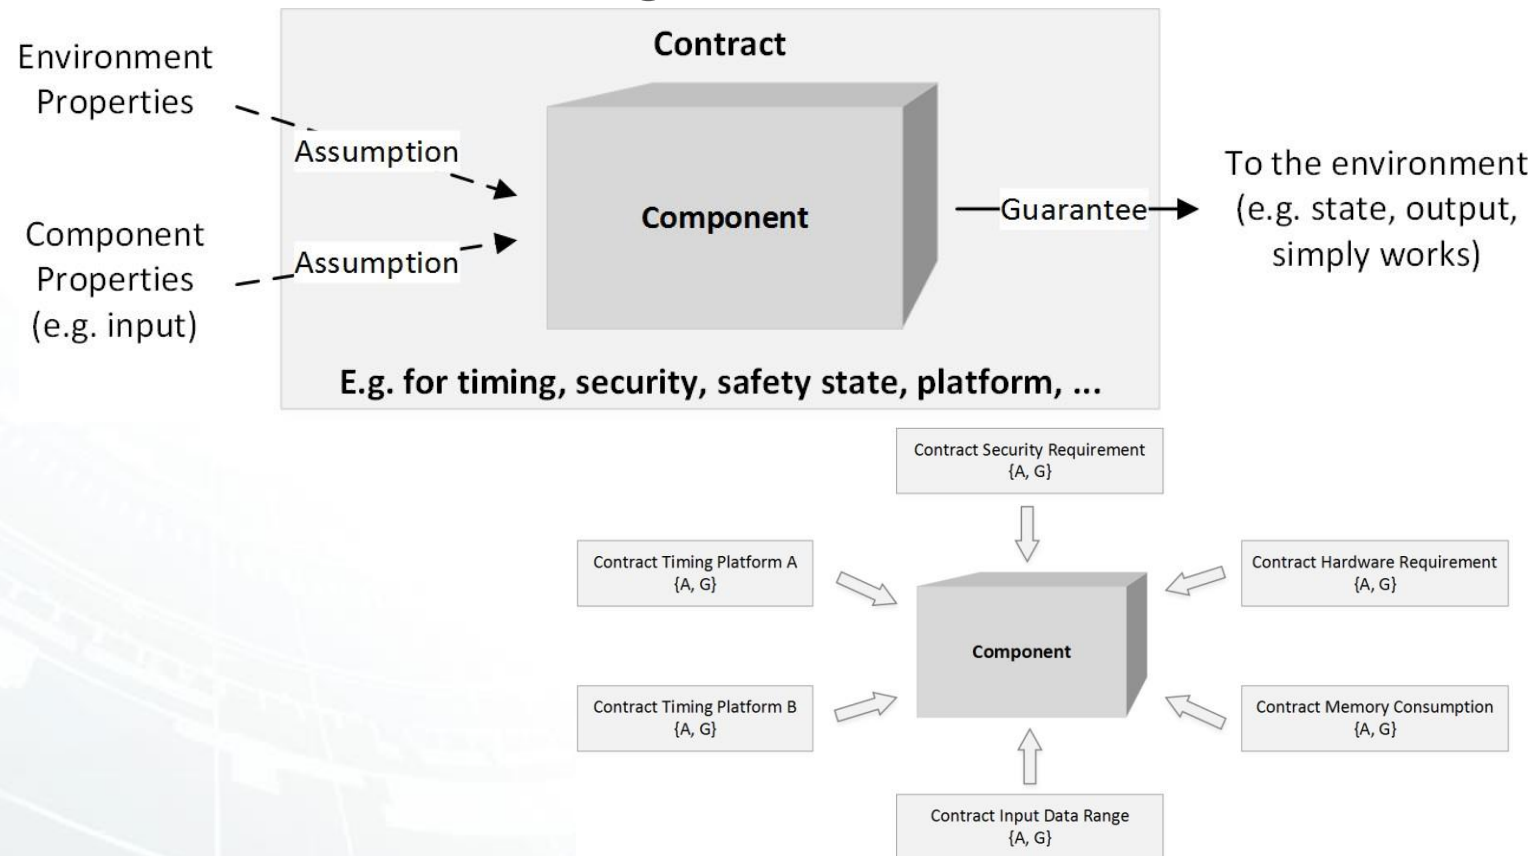 Contract
Environment
Properties
Assumption
Component
Properties
(e.g. input)
Assumption
Component
Guarantee
To the environment
(e.g. state, output,
simply works)
E.g. for timing, security, safety state, platform, ...
Contract Security Requirement
{A, G}
Contract Timing Platform A
{A, G}
Contract Hardware Requirement
{A, G}
Component
Contract Timing Platform B
{A, G}
Contract Memory Consumption
{A, G}
Contract Input Data Range
{A, G}